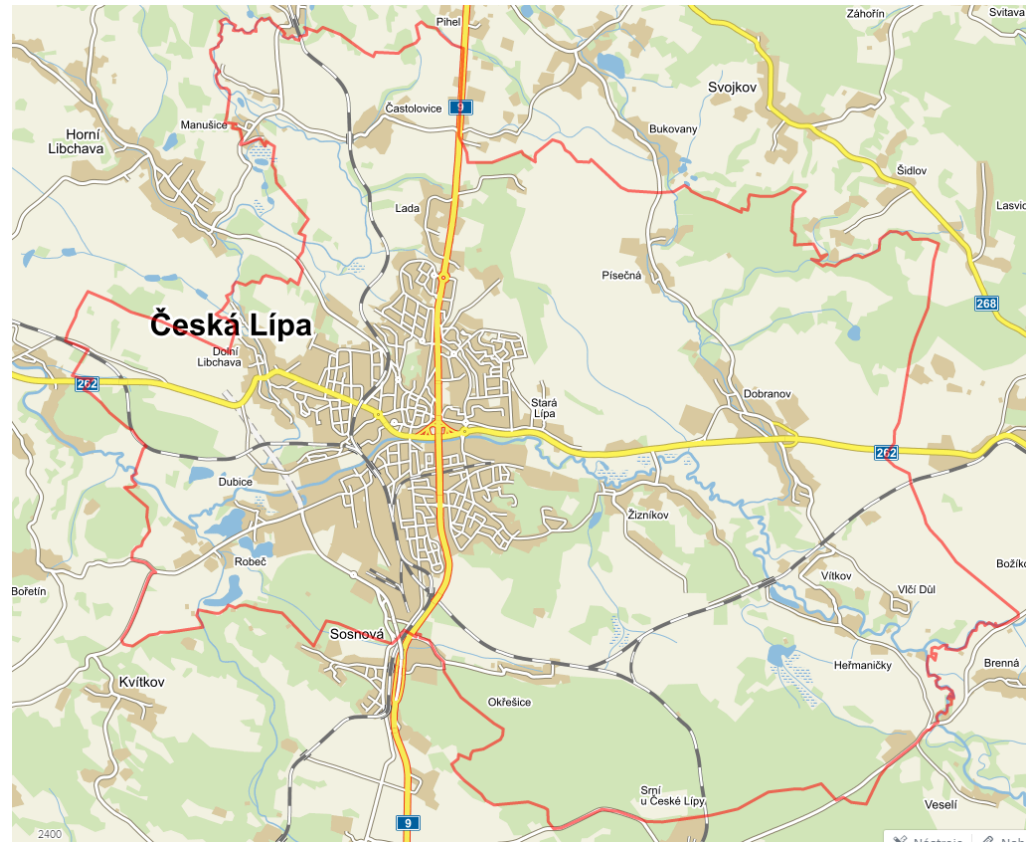 Pihel
Záhořín
Svitava
Svojkov
9
Častolovice
Manušice
Horní
Libchava
Bukovany
Šidlov
Lasvic
Lada
Písečná
268
Česká Lípa
Dolní
Libchava
262
Dobranov
Stará
Lípa
262
Dubice
Žizníkov
Robeč
Vítkov
Božíko
Vlčí Důl
Bořetín
Sosnová
Heřmaničky
Brenná
Kvítkov
Okřešice
Srní
u České Lípy
Veselí
9
2400
Nástroje